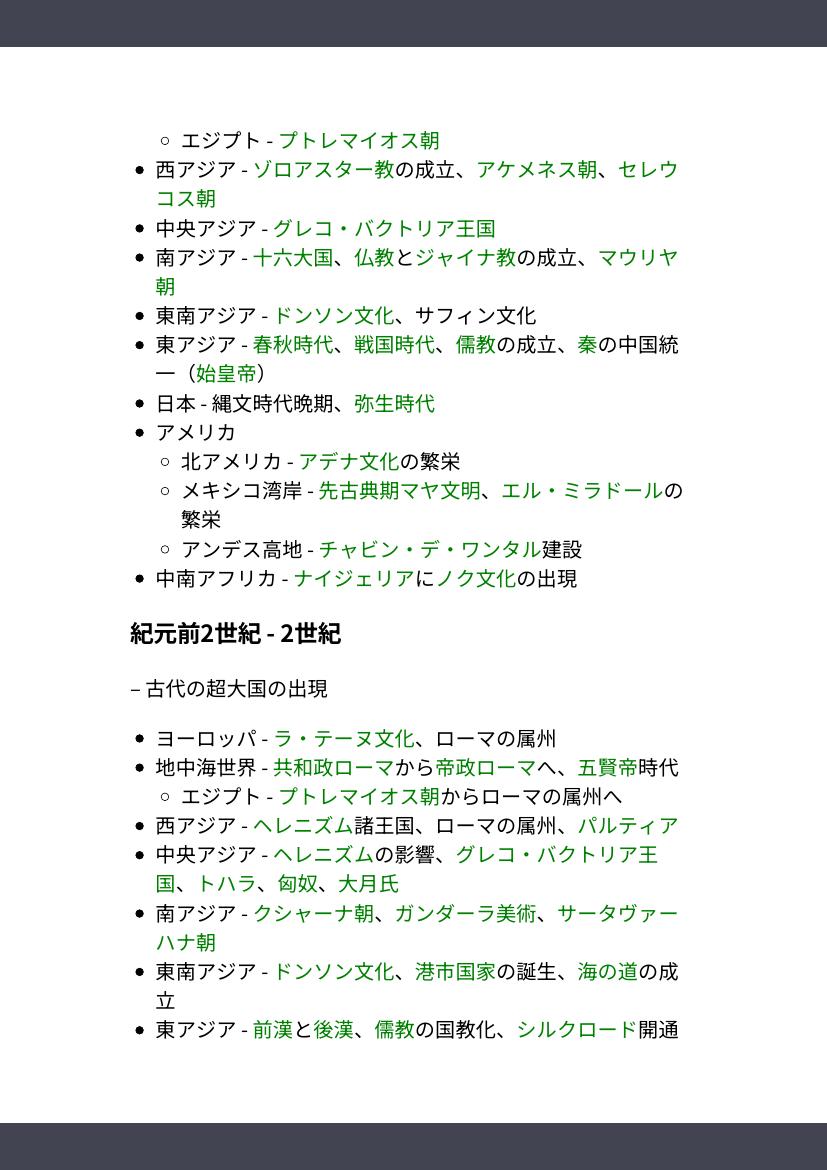 エジプト - プトレマイオス朝
西アジア - ゾロアスター教の成立、アケメネス朝、セレウ
コス朝
中央アジア - グレコ・バクトリア王国
南アジア - 十六大国、仏教とジャイナ教の成立、マウリヤ
朝
東南アジア - ドンソン文化、サフィン文化
東アジア - 春秋時代、戦国時代、儒教の成立、秦の中国統
一（始皇帝）
日本 - 縄文時代晩期、弥生時代
アメリカ
北アメリカ - アデナ文化の繁栄
メキシコ湾岸 - 先古典期マヤ文明、エル・ミラドールの
繁栄
アンデス高地 - チャビン・デ・ワンタル建設
中南アフリカ - ナイジェリアにノク文化の出現
紀元前2世紀 - 2世紀
– 古代の超大国の出現
ヨーロッパ - ラ・テーヌ文化、ローマの属州
地中海世界 - 共和政ローマから帝政ローマへ、五賢帝時代
エジプト - プトレマイオス朝からローマの属州へ
西アジア - ヘレニズム諸王国、ローマの属州、パルティア
中央アジア - ヘレニズムの影響、グレコ・バクトリア王
国、トハラ、匈奴、大月氏
南アジア - クシャーナ朝、ガンダーラ美術、サータヴァー
ハナ朝
東南アジア - ドンソン文化、港市国家の誕生、海の道の成
立
東アジア - 前漢と後漢、儒教の国教化、シルクロード開通